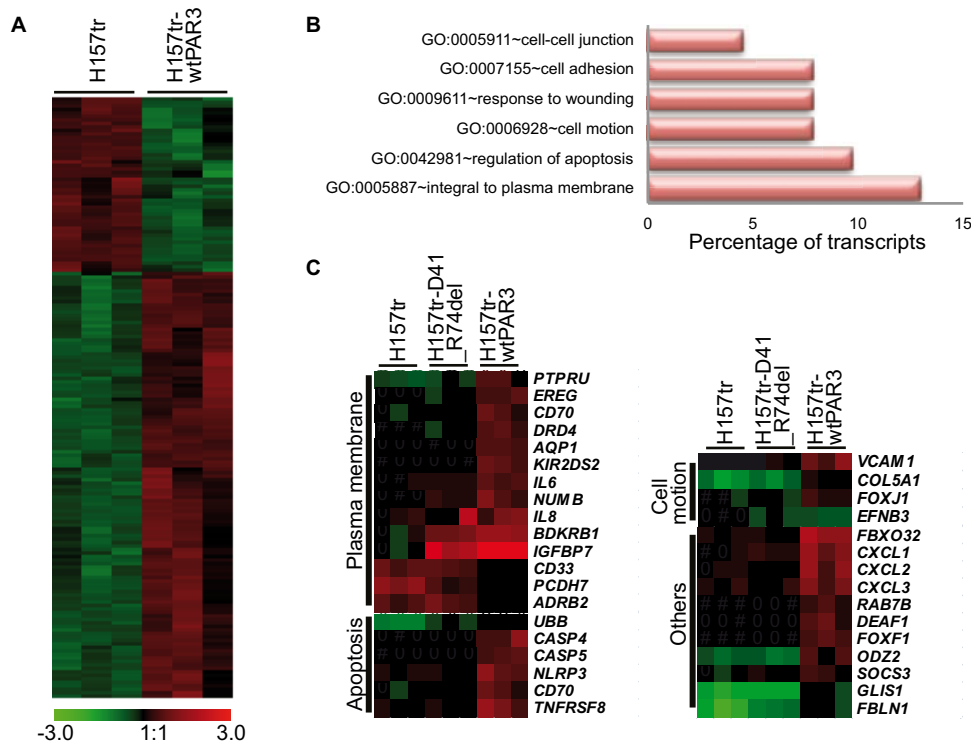 A
H157tr
H157tr-
wtPAR3
-3.0
1:1
3.0
B
GO:0005911~cell-cell junction
GO:0007155~cell adhesion
GO:0009611~response to wounding
GO:0006928~cell motion
GO:0042981~regulation of apoptosis
GO:0005887~integral to plasma membrane
0
5
10
15
Percentage of transcripts
C
H157tr
H157tr-D41
_R74del
H157tr-
wtPAR3
Plasma membrane
PTPRU
EREG
CD70
DRD4
AQP1
KIR2DS2
IL6
NUMB
IL8
BDKRB1
IGFBP7
CD33
PCDH7
ADRB2
Apoptosis
UBB
CASP4
CASP5
NLRP3
CD70
TNFRSF8
H157tr
H157tr-D41
_R74del
H157tr-
wtPAR3
Cell
motion
VCAM1
COL5A1
FOXJ1
EFNB3
Others
FBXO32
CXCL1
CXCL2
CXCL3
RAB7B
DEAF1
FOXF1
ODZ2
SOCS3
GLIS1
FBLN1